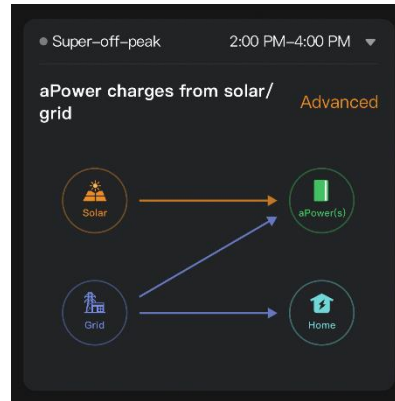 Super-off-peak 2:00 PM–4:00 PM
aPower charges from solar/
grid
Advanced
Solar
aPower(s)
Grid
Home